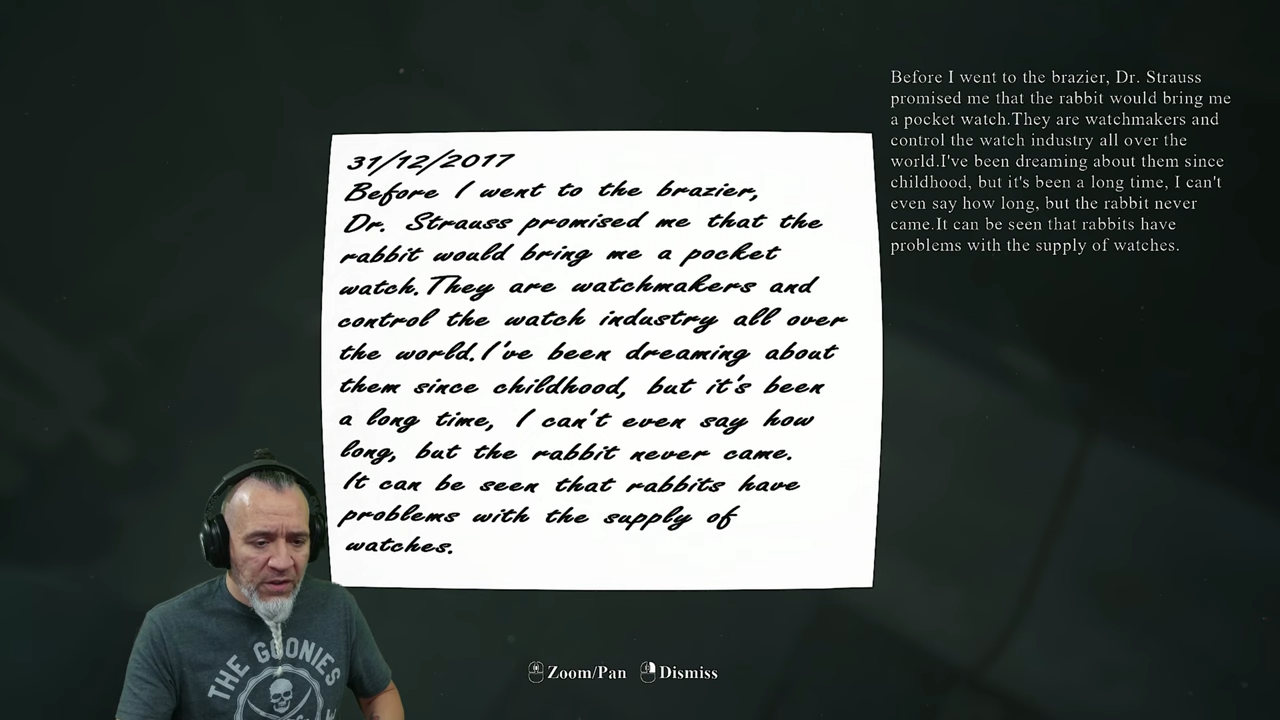 31/12/2017
Before I went to the brazier,
Dr. Strauss promised me that the
rabbit would bring me a pocket
watch.They are watchmakers and
control the watch industry all over
the world.I've been dreaming about
them since childhood, but it's been
a long time, I can't even say how
long, but the rabbit never came.
It can be seen that rabbits have
problems with the supply of
watches.
Before I went to the brazier, Dr. Strauss
promised me that the rabbit would bring me
a pocket watch.They are watchmakers and
control the watch industry all over the
world.I've been dreaming about them since
childhood, but it's been a long time, I can't
even say how long, but the rabbit never
came.It can be seen that rabbits have
problems with the supply of watches.
THE GOONIES
Zoom/Pan Dismiss